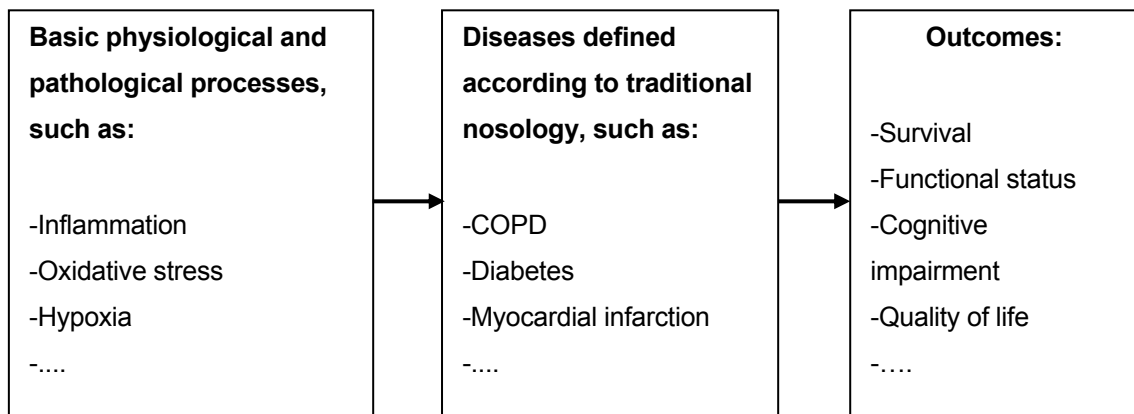 Basic physiological and
pathological processes,
such as:
-Inflammation
-Oxidative stress
-Hypoxia
-....
Diseases defined
according to traditional
nosology, such as:
-COPD
-Diabetes
-Myocardial infarction
-....
Outcomes:
-Survival
-Functional status
-Cognitive
impairment
-Quality of life
-….